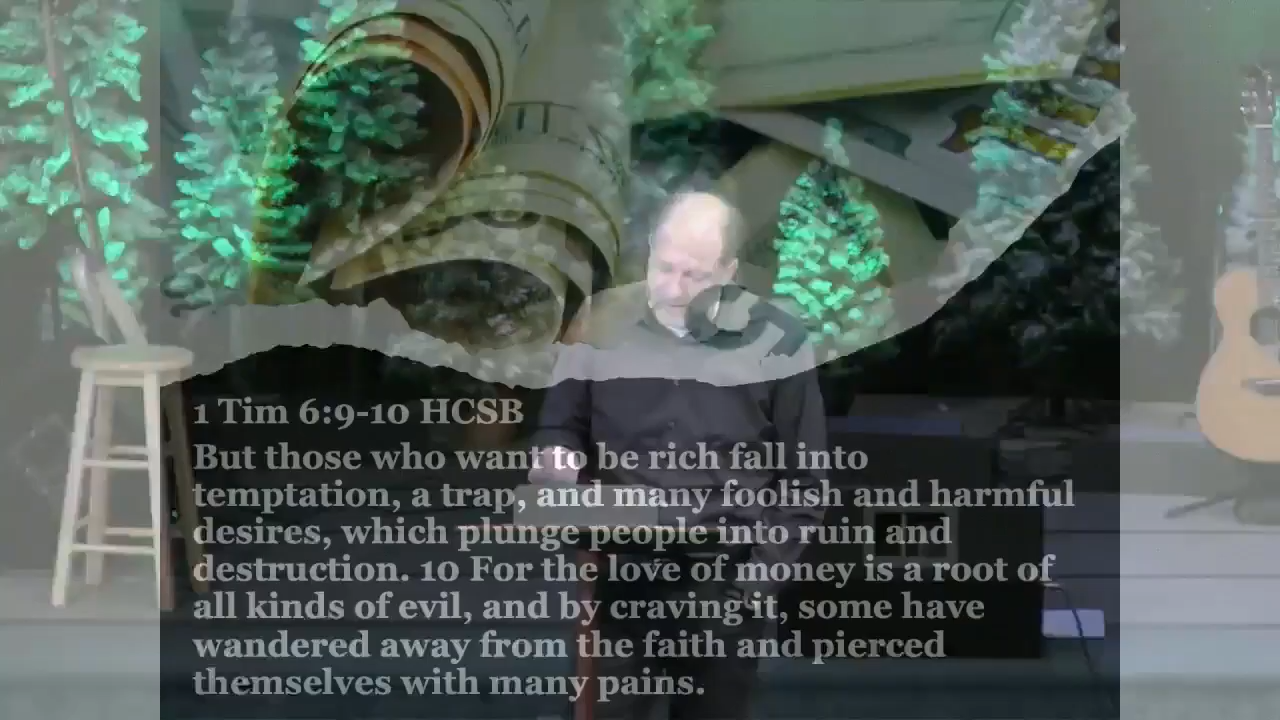 1 Tim 6:9-10 HCSB
But those who want to be rich fall into
temptation, a trap, and many foolish and harmful
desires, which plunge people into ruin and
destruction. 10 For the love of money is a root of
all kinds of evil, and by craving it, some have
wandered away from the faith and pierced
themselves with many pains.